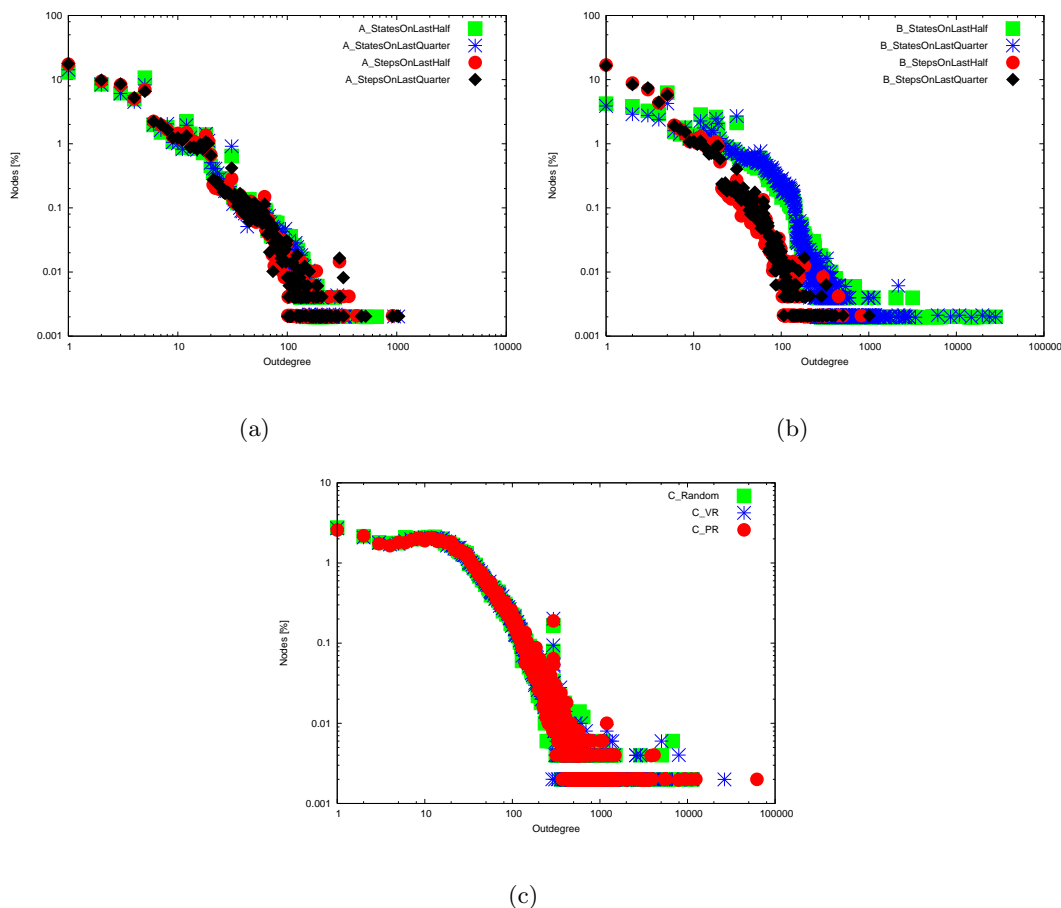 100
10
1
0.1
0.01
0.001
1
10
100
1000
10000
Nodes [%]
Outdegree
A_StatesOnLastHalf
A_StatesOnLastQuarter
A_StepsOnLastHalf
A_StepsOnLastQuarter
(a)
100
10
1
0.1
0.01
0.001
1
10
100
1000
10000
100000
Nodes [%]
Outdegree
B_StatesOnLastHalf
B_StatesOnLastQuarter
B_StepsOnLastHalf
B_StepsOnLastQuarter
(b)
10
1
0.1
0.01
0.001
1
10
100
1000
10000
100000
Nodes [%]
Outdegree
C_Random
C_VR
C_PR
(c)